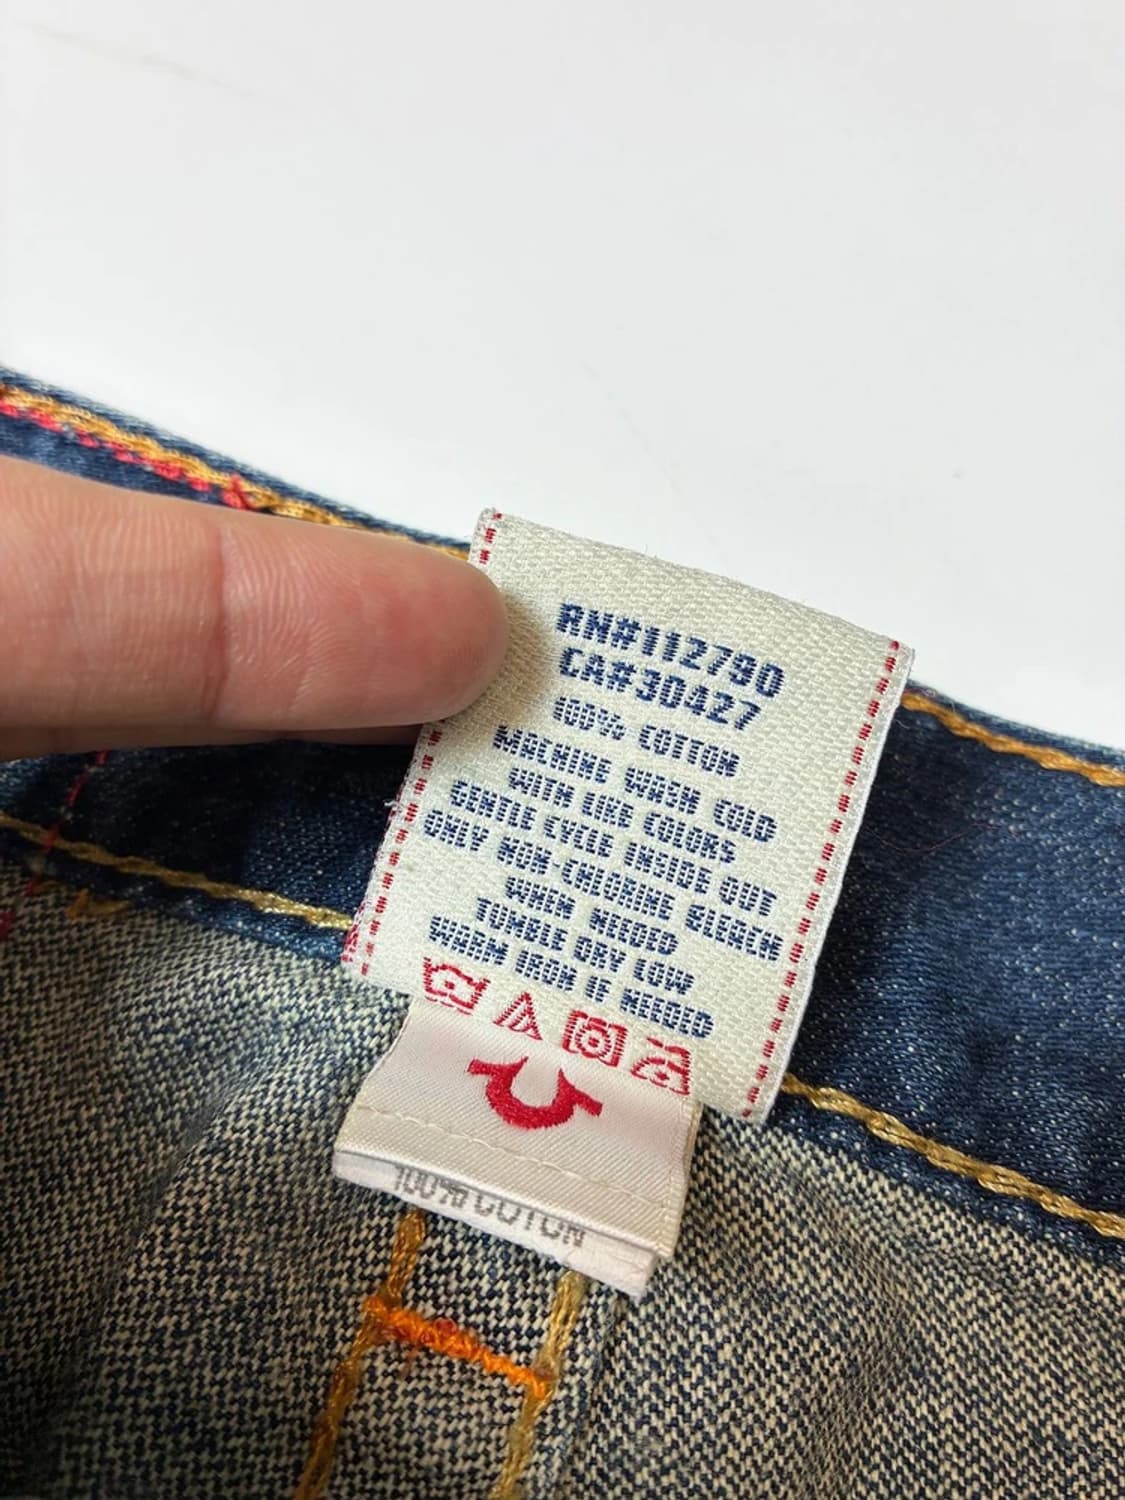 RN#112790
CA#30427
100% COTTON
MACHINE WASH COLD
WITH LIKE COLORS
GENTLE CYCLE INSIDE OUT
ONLY NON-CHLORINE BLEACH
WHEN NEEDED
TUMBLE DRY LOW
WARM IRON IF NEEDED
100% COTON